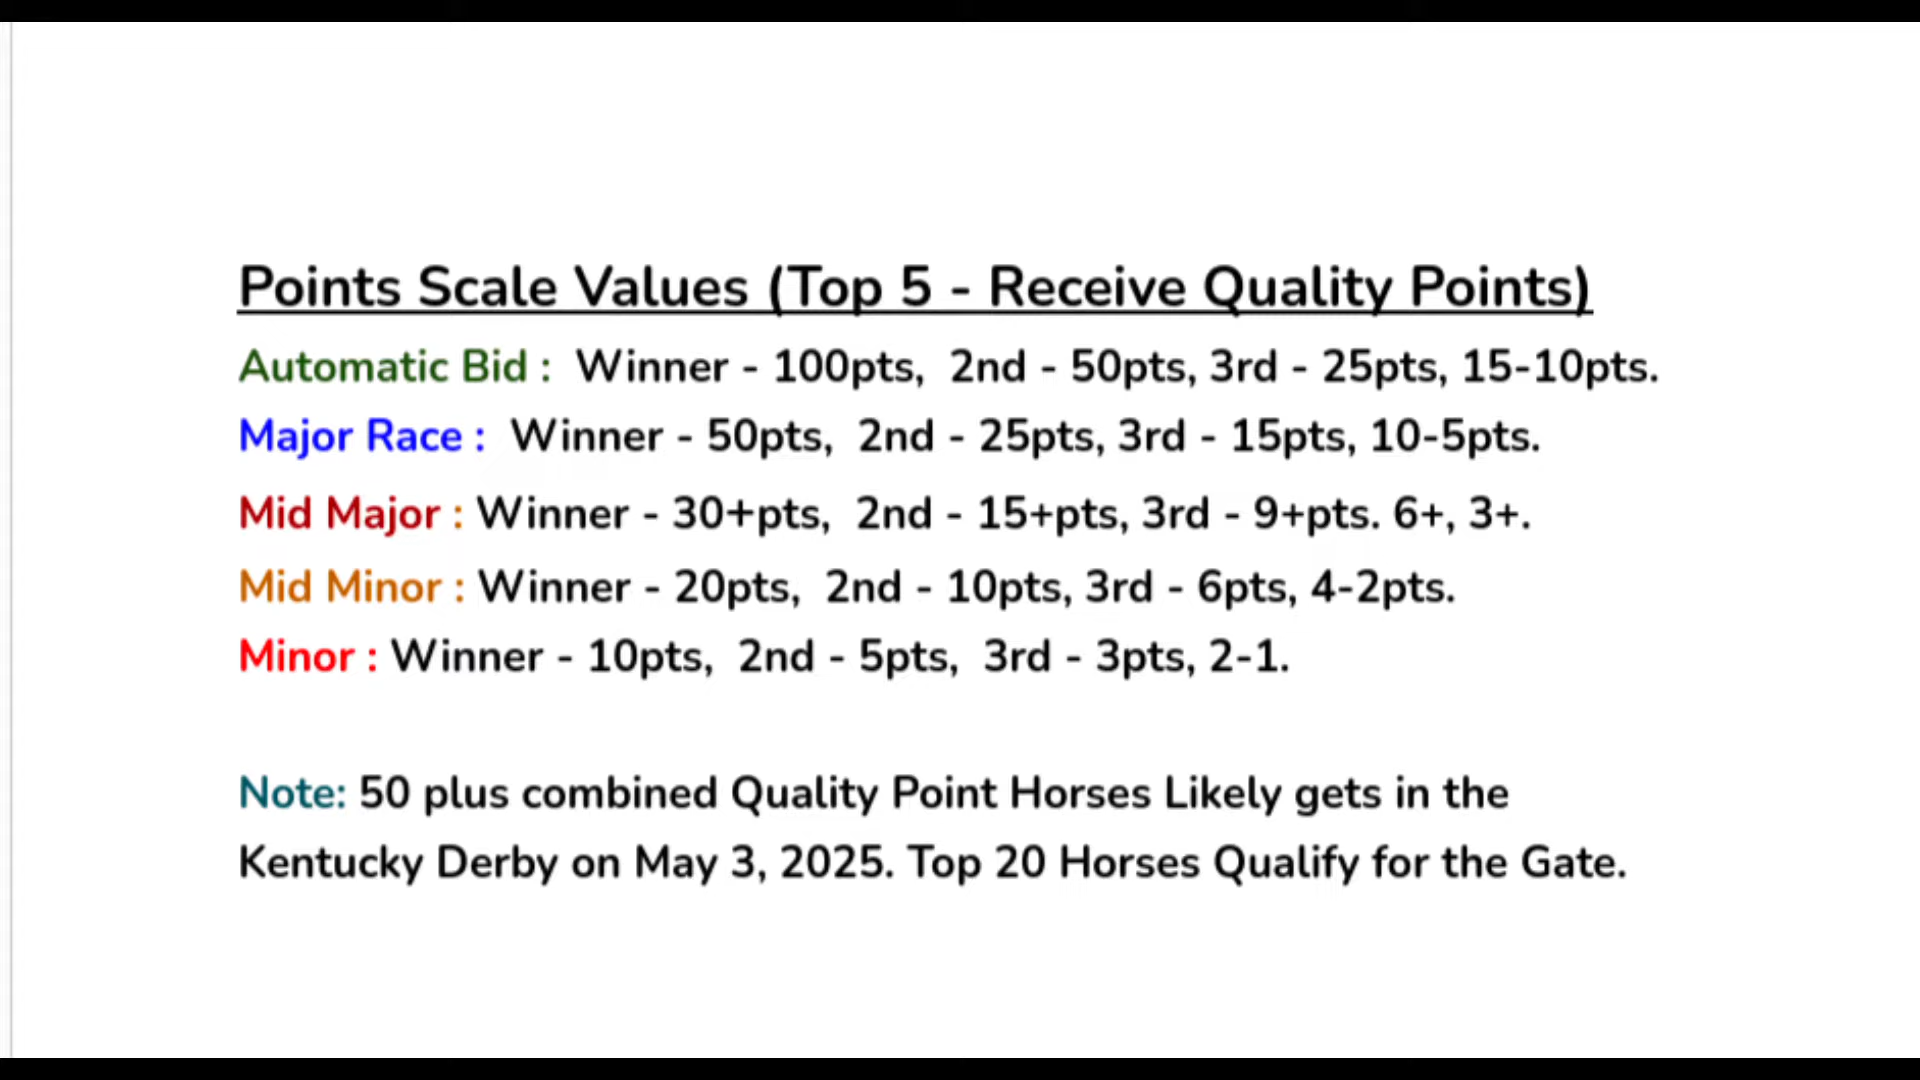 Points Scale Values (Top 5 - Receive Quality Points)
Automatic Bid : Winner - 100pts, 2nd - 50pts, 3rd - 25pts, 15-10pts.
Major Race : Winner - 50pts, 2nd - 25pts, 3rd - 15pts, 10-5pts.
Mid Major : Winner - 30+pts, 2nd - 15+pts, 3rd - 9+pts. 6+, 3+.
Mid Minor : Winner - 20pts, 2nd - 10pts, 3rd - 6pts, 4-2pts.
Minor : Winner - 10pts, 2nd - 5pts, 3rd - 3pts, 2-1.
Note: 50 plus combined Quality Point Horses Likely gets in the
Kentucky Derby on May 3, 2025. Top 20 Horses Qualify for the Gate.